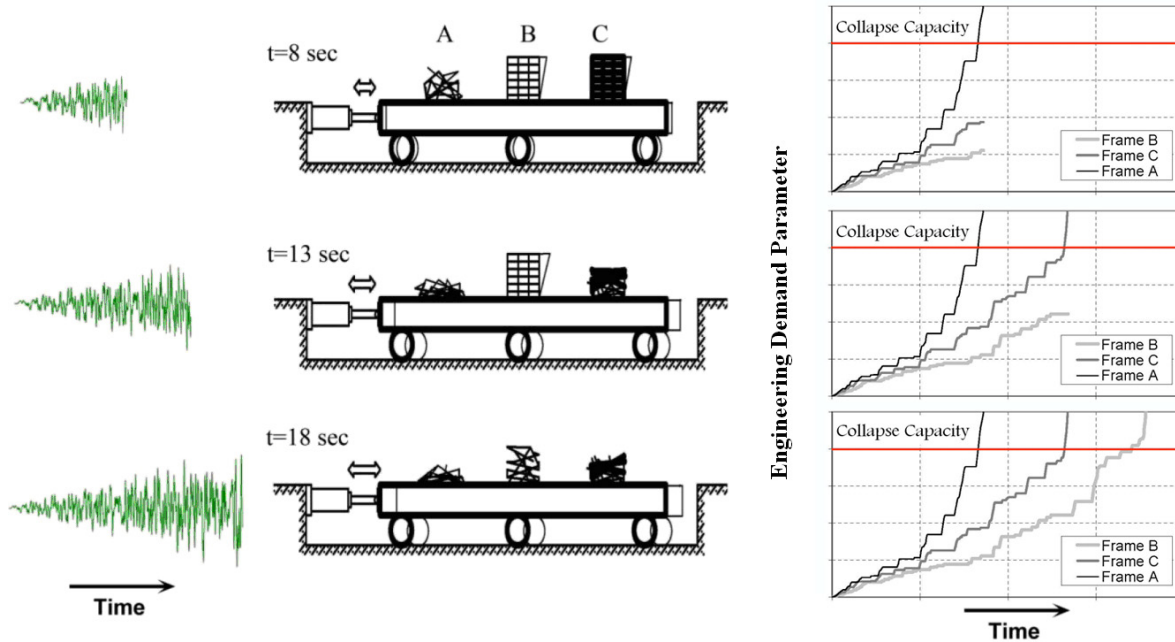 A B C
t=8 sec
t=13 sec
t=18 sec
Time
Engineering Demand Parameter
Collapse Capacity
Frame B
Frame C
Frame A
Collapse Capacity
Frame B
Frame C
Frame A
Collapse Capacity
Frame B
Frame C
Frame A
Time